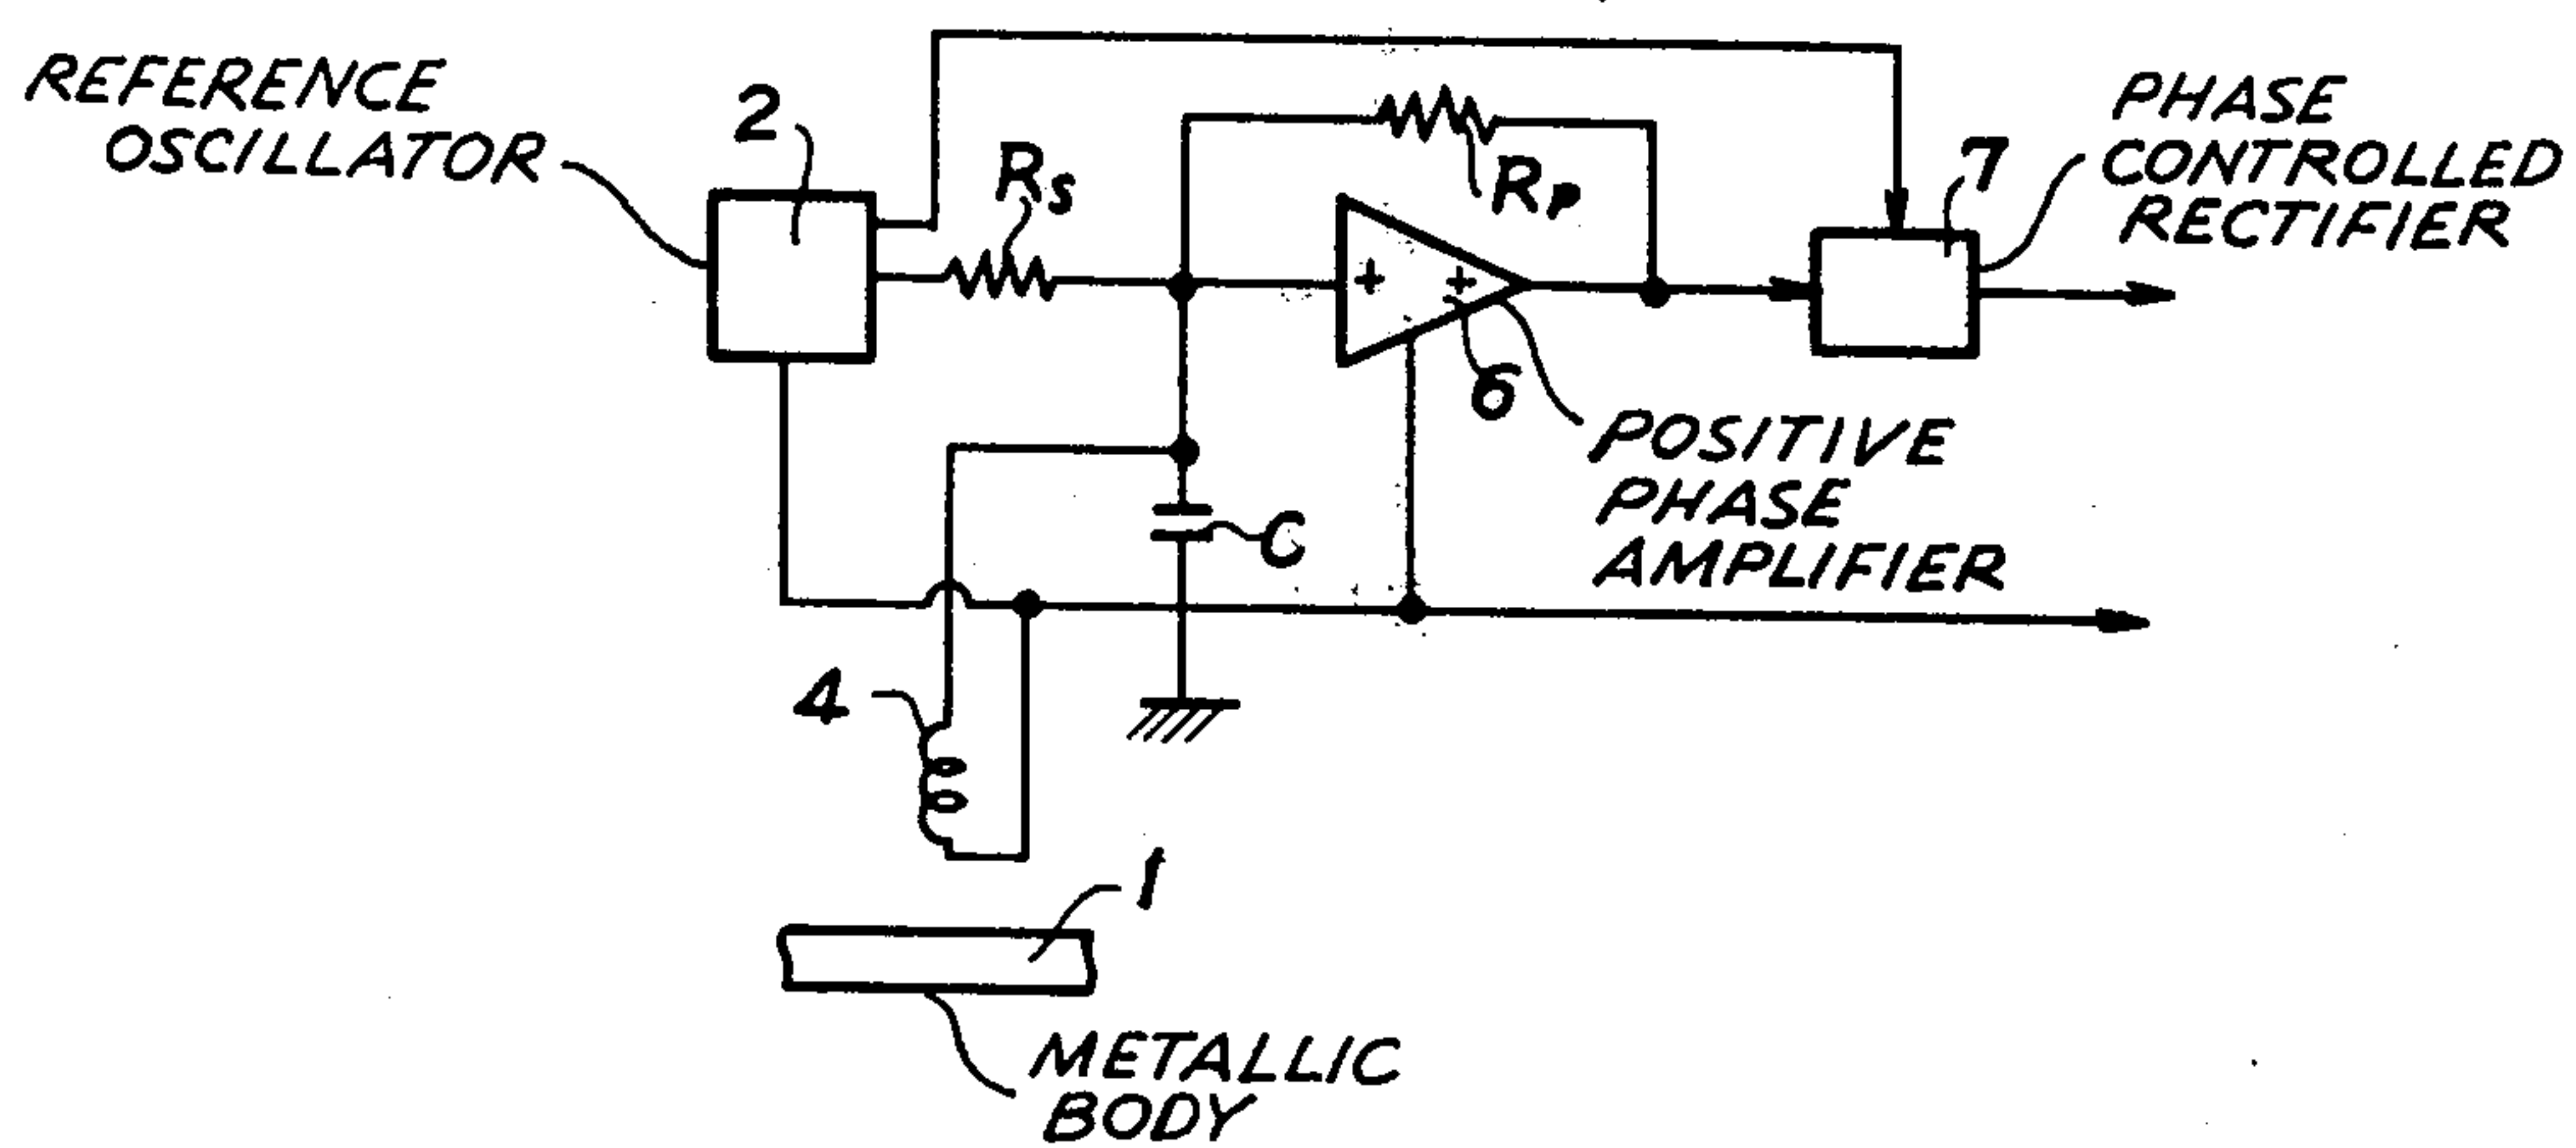 REFERENCE
OSCILLATOR
2
Rs
Rp
PHASE
CONTROLLED
RECTIFIER
7
+
+
6
POSITIVE
PHASE
AMPLIFIER
C
4
1
METALLIC
BODY